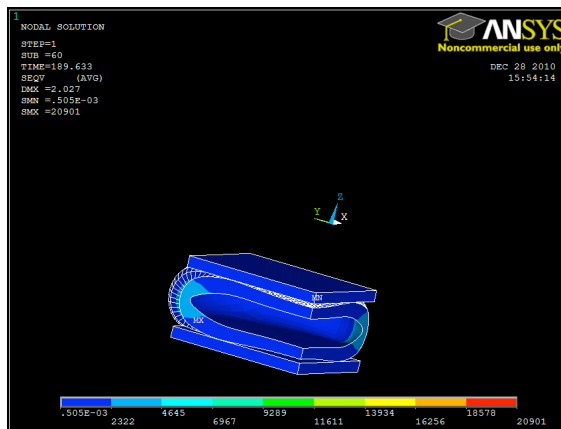 1
NODAL SOLUTION
STEP=1
SUB =60
TIME=189.633
SEQV (AVG)
DMX =2.027
SMN =.505E-03
SMX =20901
ANSYS
Noncommercial use only
DEC 28 2010
15:54:14
Z
Y
X
MN
MX
.505E-03 4645 9289 13934 18578
2322 6967 11611 16256 20901